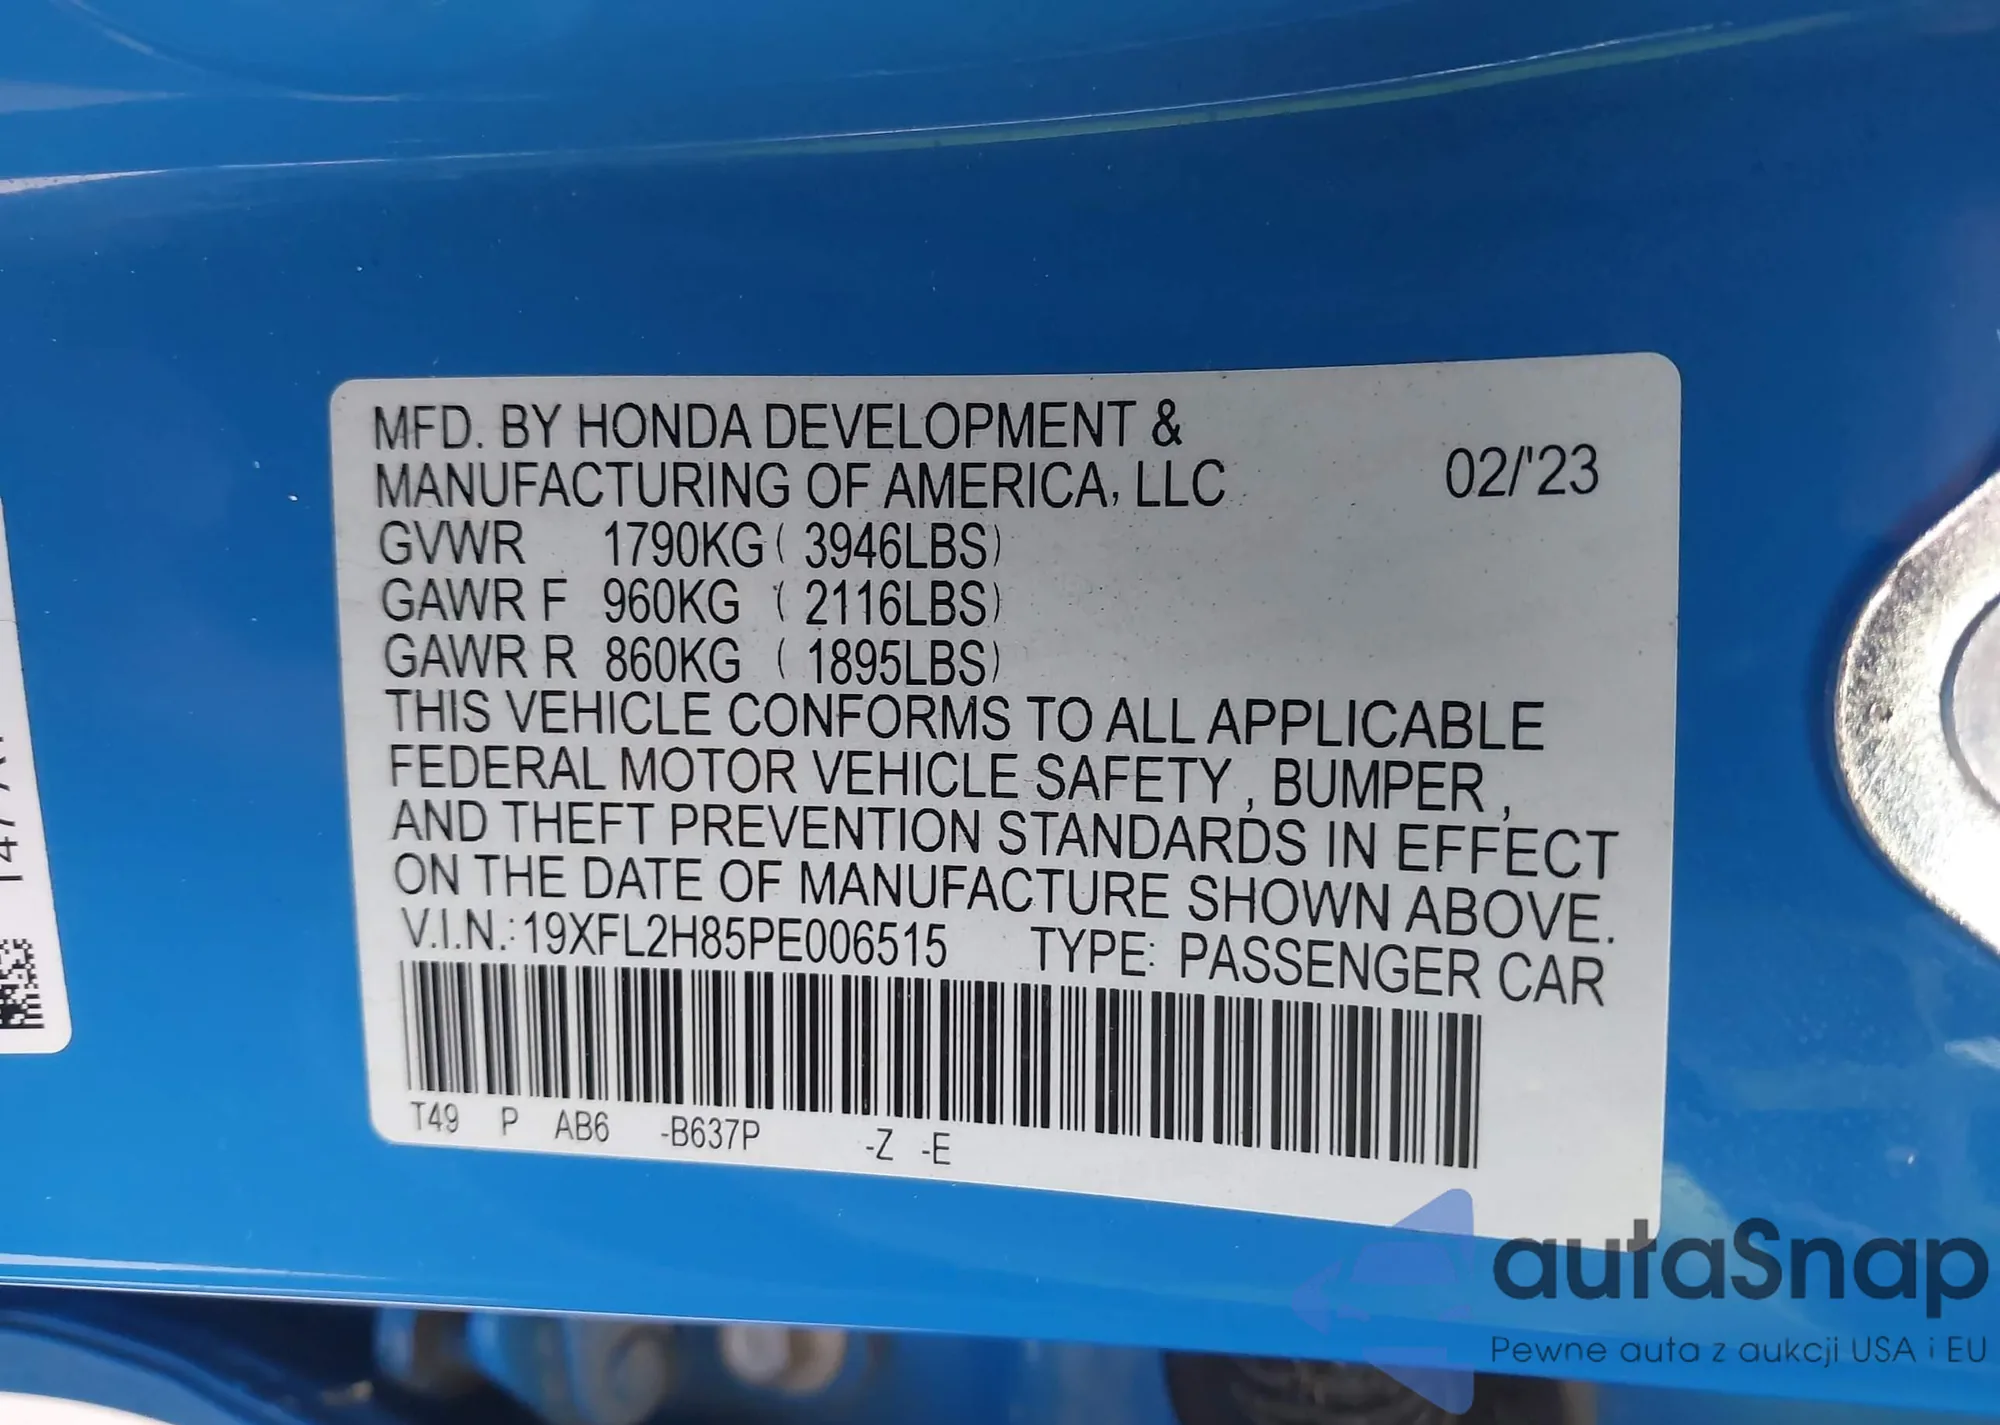 MFD. BY HONDA DEVELOPMENT &
MANUFACTURING OF AMERICA, LLC
02/'23
GVWR 1790KG ( 3946LBS)
GAWR F 960KG ( 2116LBS)
GAWR R 860KG ( 1895LBS)
THIS VEHICLE CONFORMS TO ALL APPLICABLE
FEDERAL MOTOR VEHICLE SAFETY , BUMPER ,
AND THEFT PREVENTION STANDARDS IN EFFECT
ON THE DATE OF MANUFACTURE SHOWN ABOVE.
V.I.N.: 19XFL2H85PE006515 TYPE: PASSENGER CAR
T49 P AB6 -B637P -Z -E
autaSnap
Pewne auta z aukcji USA i EU